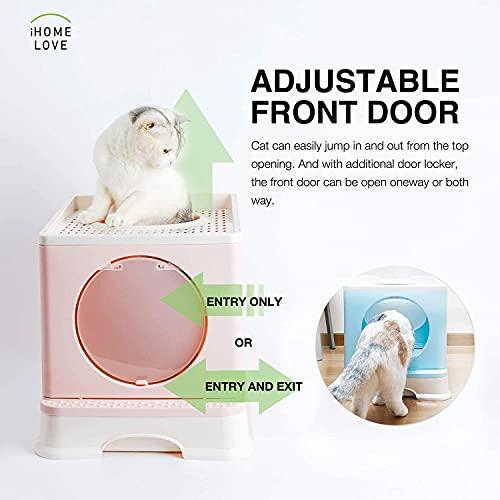 iHOME
LOVE
ADJUSTABLE
FRONT DOOR
Cat can easily jump in and out from the top
opening. And with additional door locker,
the front door can be open oneway or both
way.
ENTRY ONLY
OR
ENTRY AND EXIT